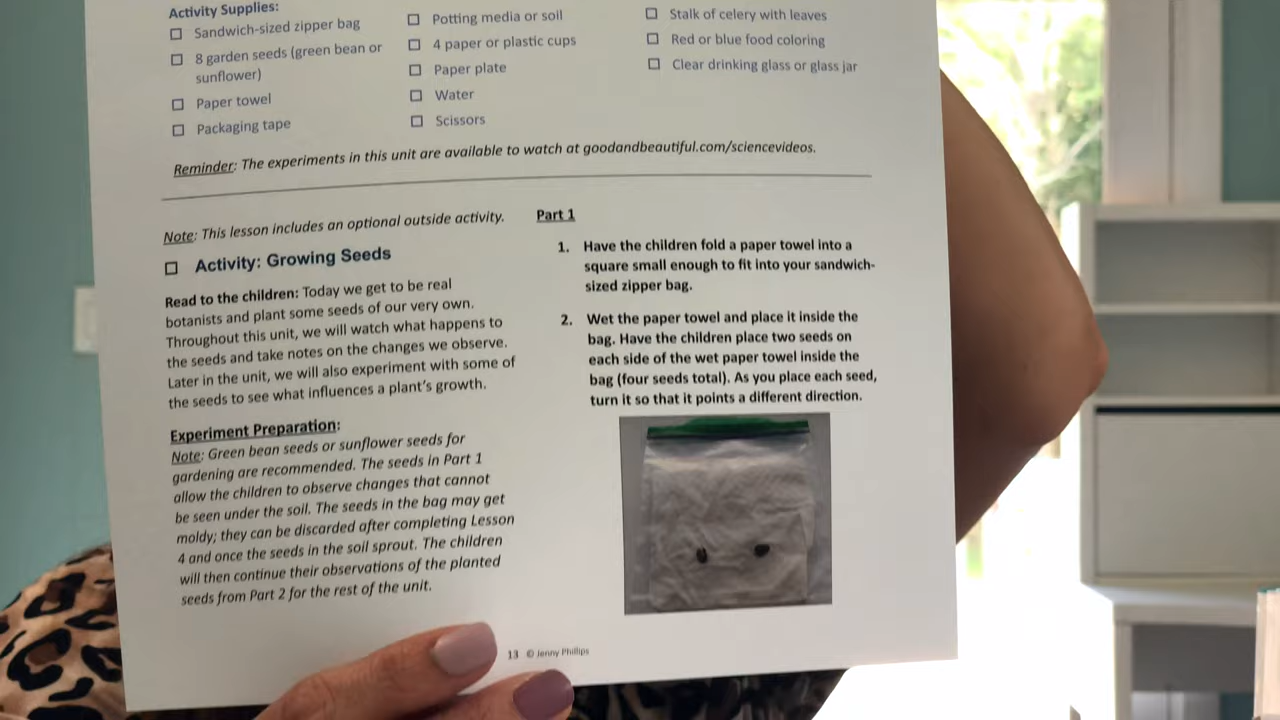 Activity Supplies:
☐ Sandwich-sized zipper bag
☐ 8 garden seeds (green bean or
sunflower)
☐ Paper towel
☐ Packaging tape
☐ Potting media or soil
☐ 4 paper or plastic cups
☐ Paper plate
☐ Water
☐ Scissors
☐ Stalk of celery with leaves
☐ Red or blue food coloring
☐ Clear drinking glass or glass jar
Reminder: The experiments in this unit are available to watch at goodandbeautiful.com/sciencevideos.
Note: This lesson includes an optional outside activity.
☐ Activity: Growing Seeds
Read to the children: Today we get to be real
botanists and plant some seeds of our very own.
Throughout this unit, we will watch what happens to
the seeds and take notes on the changes we observe.
Later in the unit, we will also experiment with some of
the seeds to see what influences a plant's growth.
Experiment Preparation:
Note: Green bean seeds or sunflower seeds for
gardening are recommended. The seeds in Part 1
allow the children to observe changes that cannot
be seen under the soil. The seeds in the bag may get
moldy; they can be discarded after completing Lesson
4 and once the seeds in the soil sprout. The children
will then continue their observations of the planted
seeds from Part 2 for the rest of the unit.
Part 1
1. Have the children fold a paper towel into a
square small enough to fit into your sandwich-
sized zipper bag.
2. Wet the paper towel and place it inside the
bag. Have the children place two seeds on
each side of the wet paper towel inside the
bag (four seeds total). As you place each seed,
turn it so that it points a different direction.
13 © Jenny Phillips